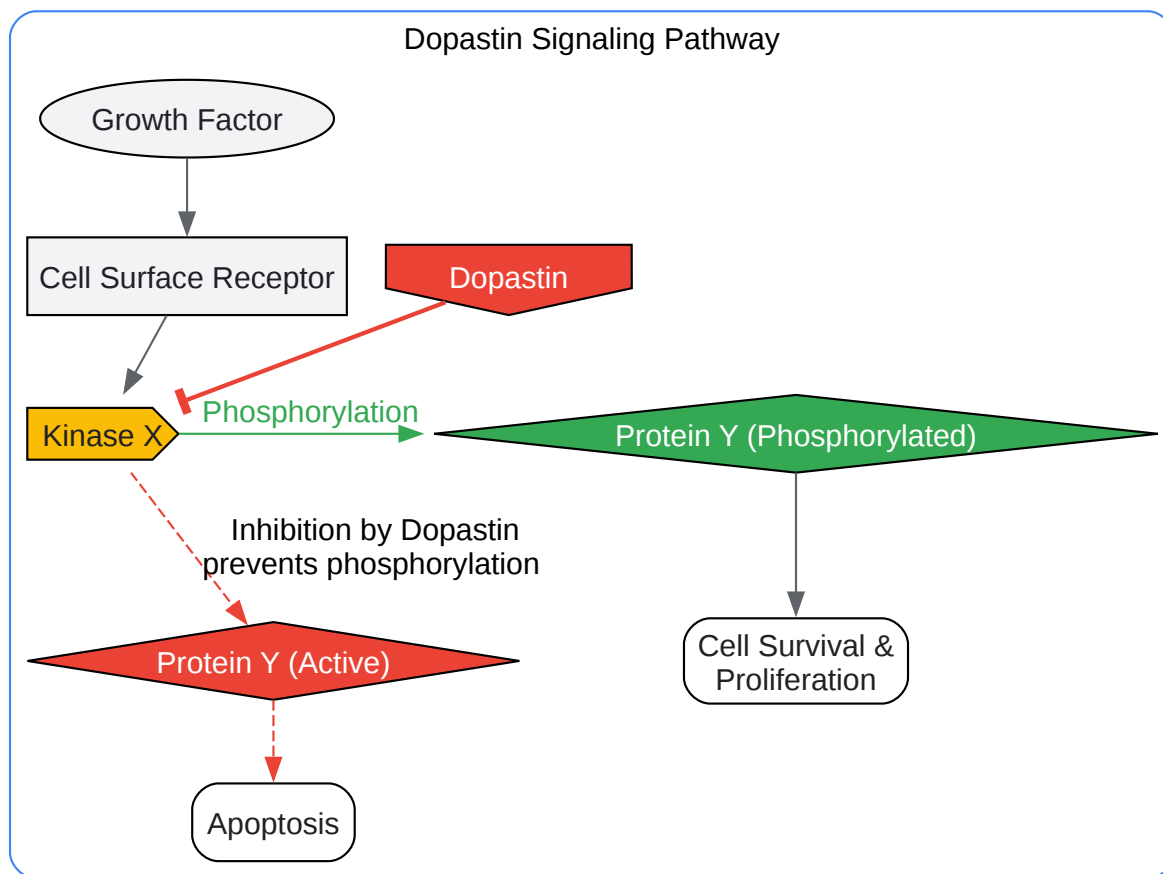 Dopastin Signaling Pathway
Growth Factor
Cell Surface Receptor
Dopastin
Kinase X
Phosphorylation
Protein Y (Phosphorylated)
Inhibition by Dopastin
prevents phosphorylation
Protein Y (Active)
Cell Survival &
Proliferation
Apoptosis